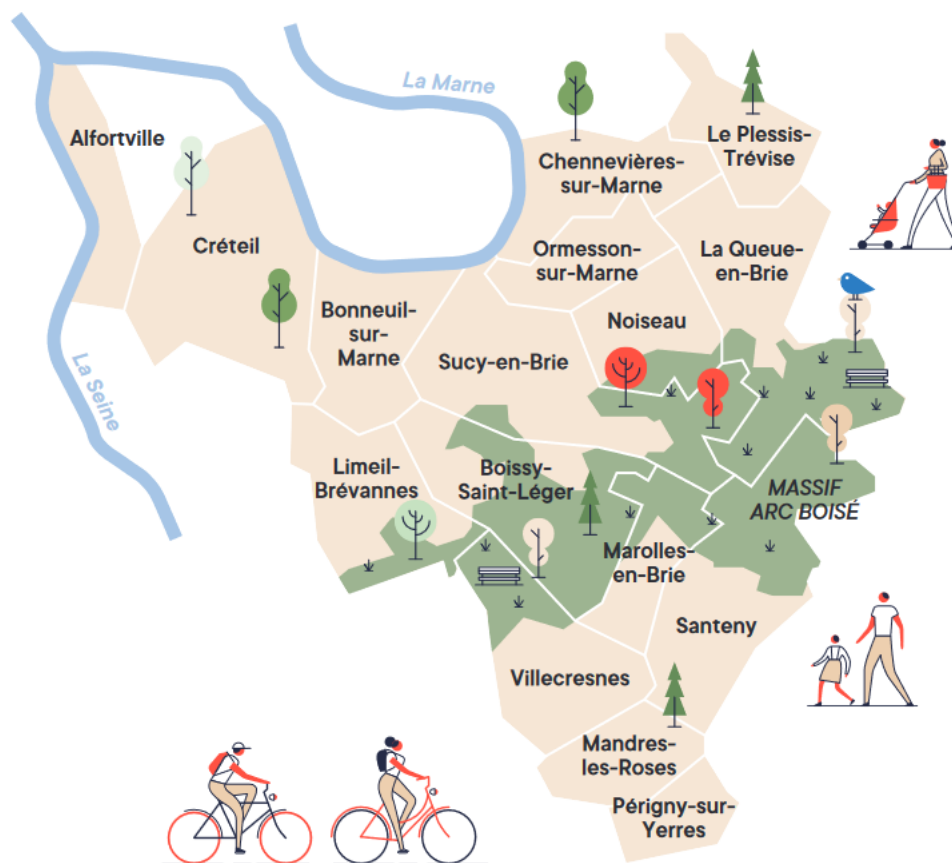 La Marne
Alfortville
Le Plessis-
Trévise
Chennevières-
sur-Marne
Créteil
Ormesson-
sur-Marne
La Queue-
en-Brie
Bonneuil-
sur-
Marne
Noiseau
La Seine
Sucy-en-Brie
Limeil-
Brévannes
Boissy-
Saint-Léger
MASSIF
ARC BOISÉ
Marolles-
en-Brie
Santeny
Villecresnes
Mandres-
les-Roses
Périgny-sur-
Yerres